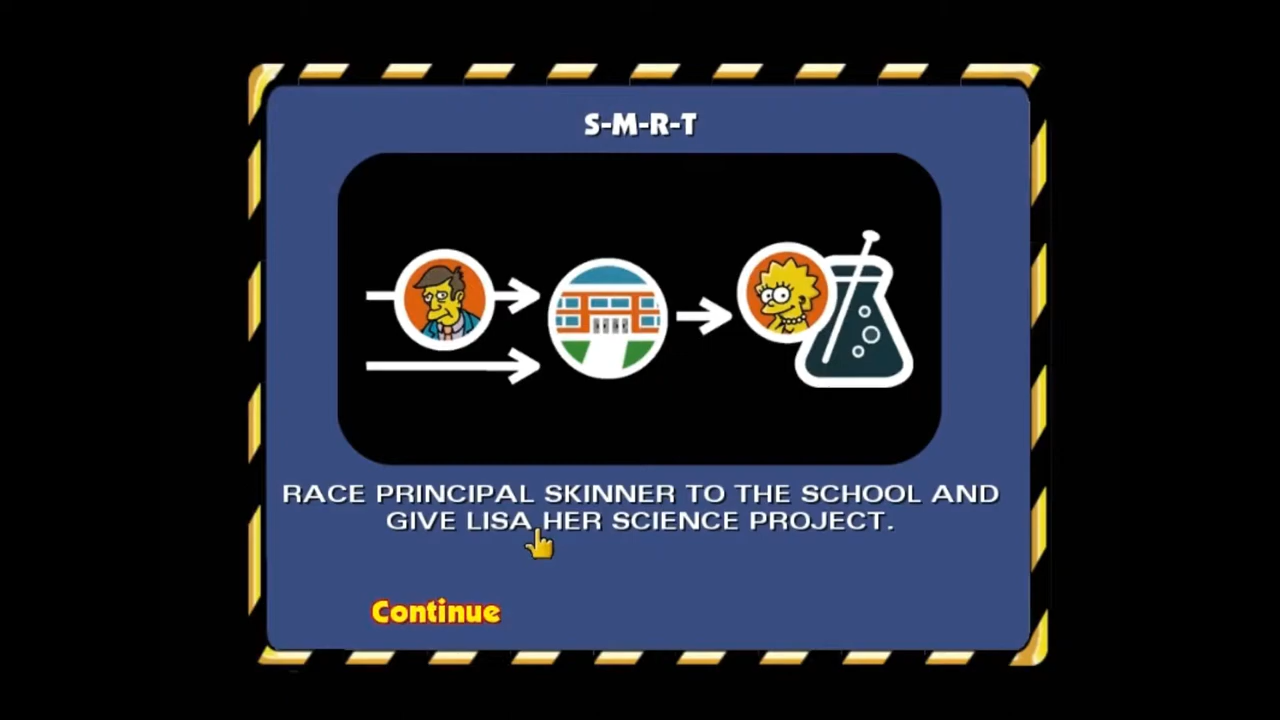 S-M-R-T
RACE PRINCIPAL SKINNER TO THE SCHOOL AND
GIVE LISA HER SCIENCE PROJECT.
Continue